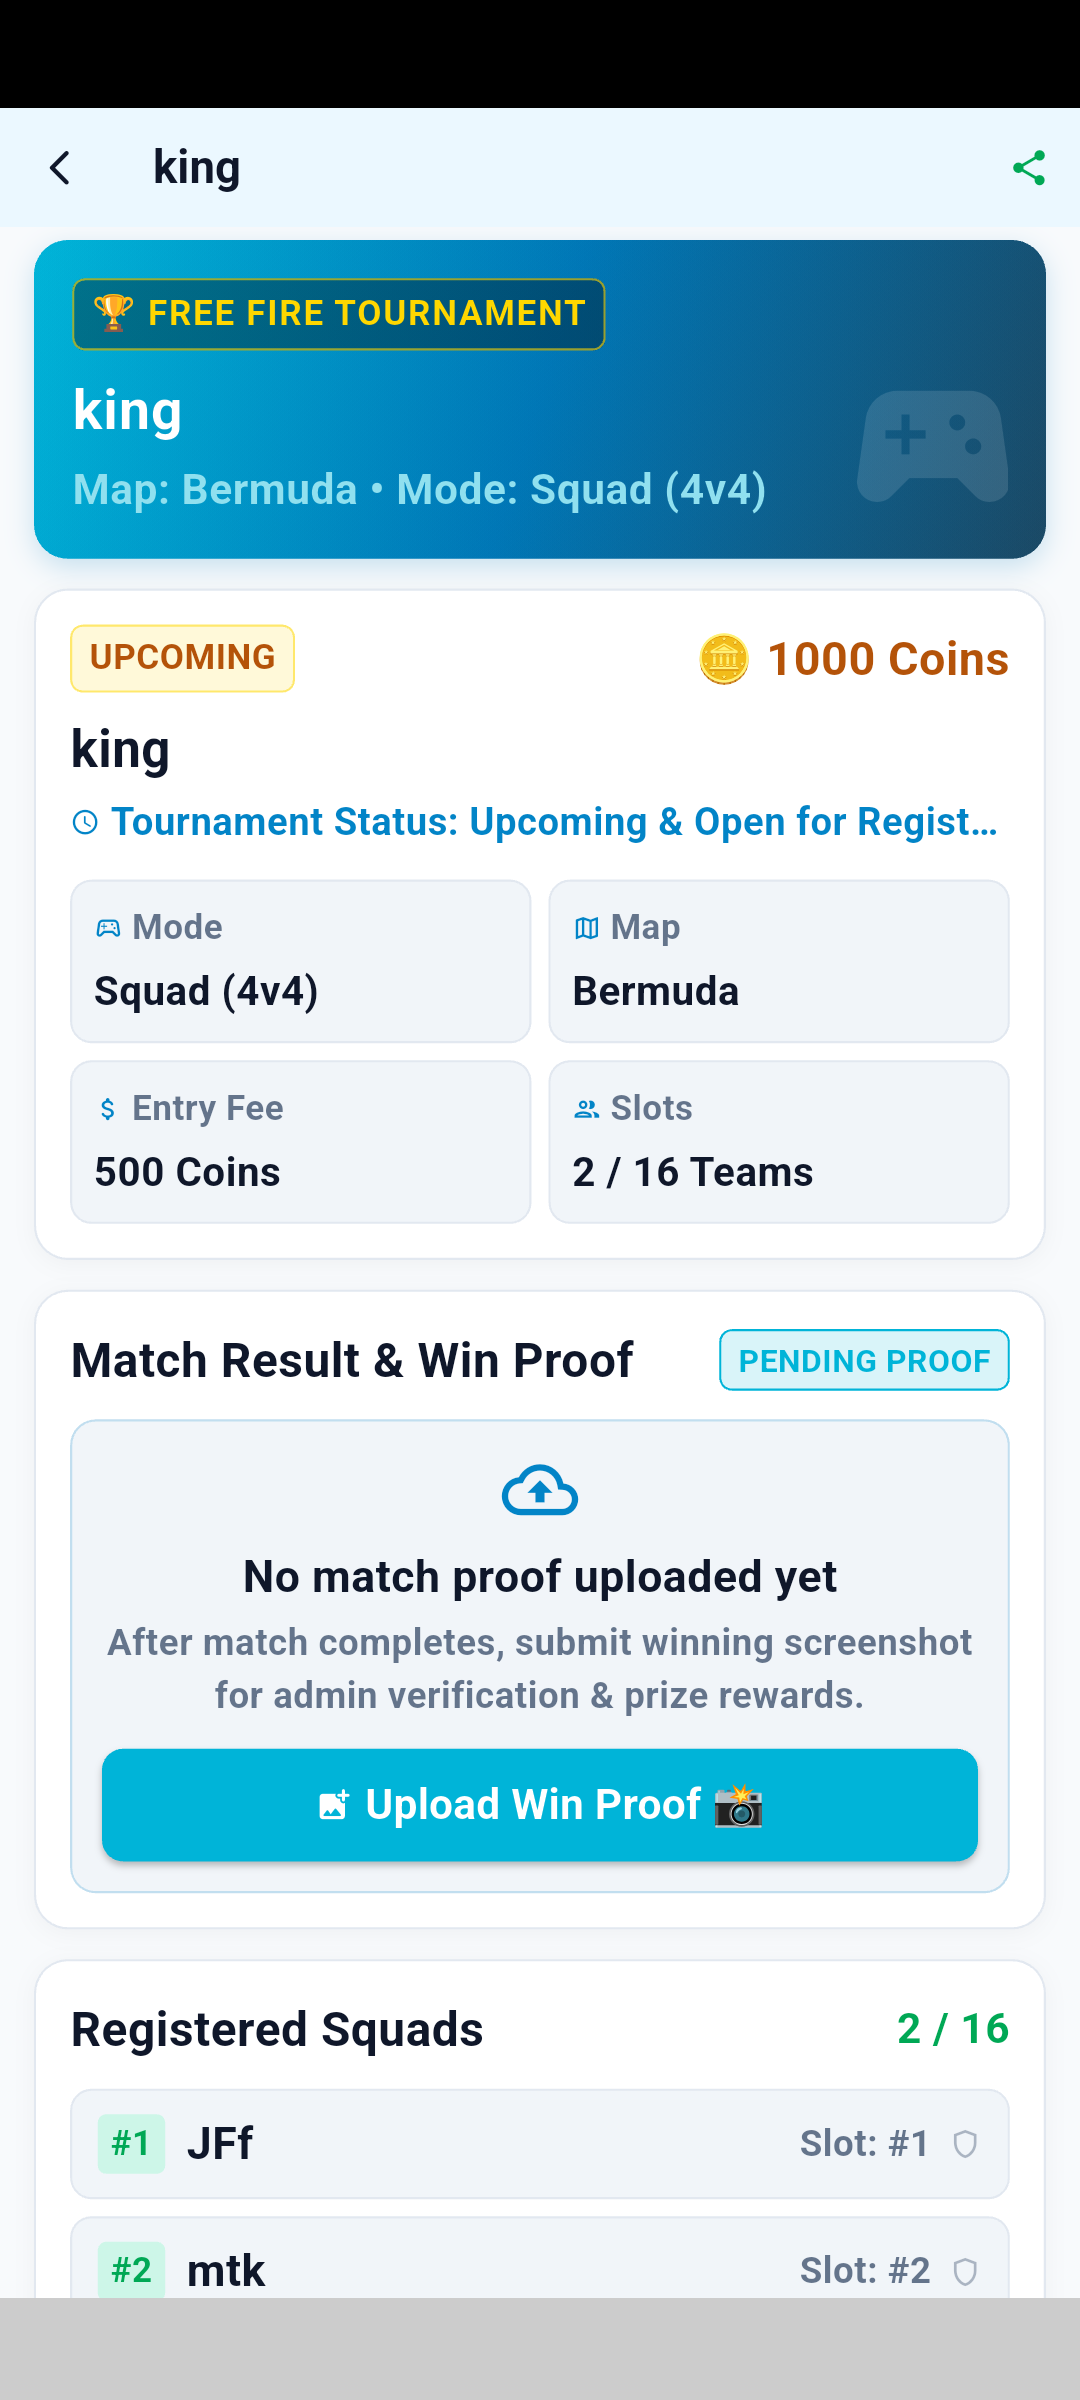 king
🏆 FREE FIRE TOURNAMENT
king
Map: Bermuda • Mode: Squad (4v4)
UPCOMING
🪙 1000 Coins
king
Tournament Status: Upcoming & Open for Regist...
Mode
Squad (4v4)
Map
Bermuda
Entry Fee
500 Coins
Slots
2 / 16 Teams
Match Result & Win Proof
PENDING PROOF
No match proof uploaded yet
After match completes, submit winning screenshot
for admin verification & prize rewards.
Upload Win Proof 📸
Registered Squads
2 / 16
#1 JFf
Slot: #1
#2 mtk
Slot: #2